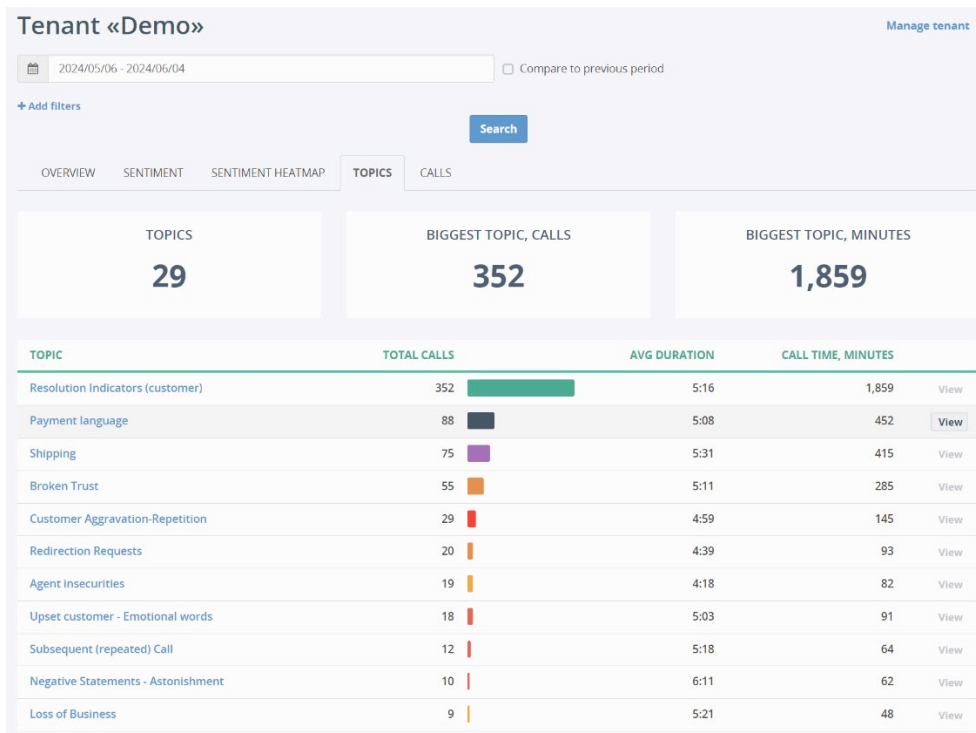 Tenant «Demo»
Manage tenant
2024/05/06 - 2024/06/04
Compare to previous period
+ Add filters
Search
OVERVIEW SENTIMENT SENTIMENT HEATMAP TOPICS CALLS
TOPICS BIGGEST TOPIC, CALLS BIGGEST TOPIC, MINUTES
29 352 1,859
TOPIC TOTAL CALLS AVG DURATION CALL TIME, MINUTES
Resolution Indicators (customer) 352 5:16 1,859 View
Payment language 88 5:08 452 View
Shipping 75 5:31 415 View
Broken Trust 55 5:11 285 View
Customer Aggravation-Repetition 29 4:59 145 View
Redirection Requests 20 4:39 93 View
Agent insecurities 19 4:18 82 View
Upset customer - Emotional words 18 5:03 91 View
Subsequent (repeated) Call 12 5:18 64 View
Negative Statements - Astonishment 10 6:11 62 View
Loss of Business 9 5:21 48 View